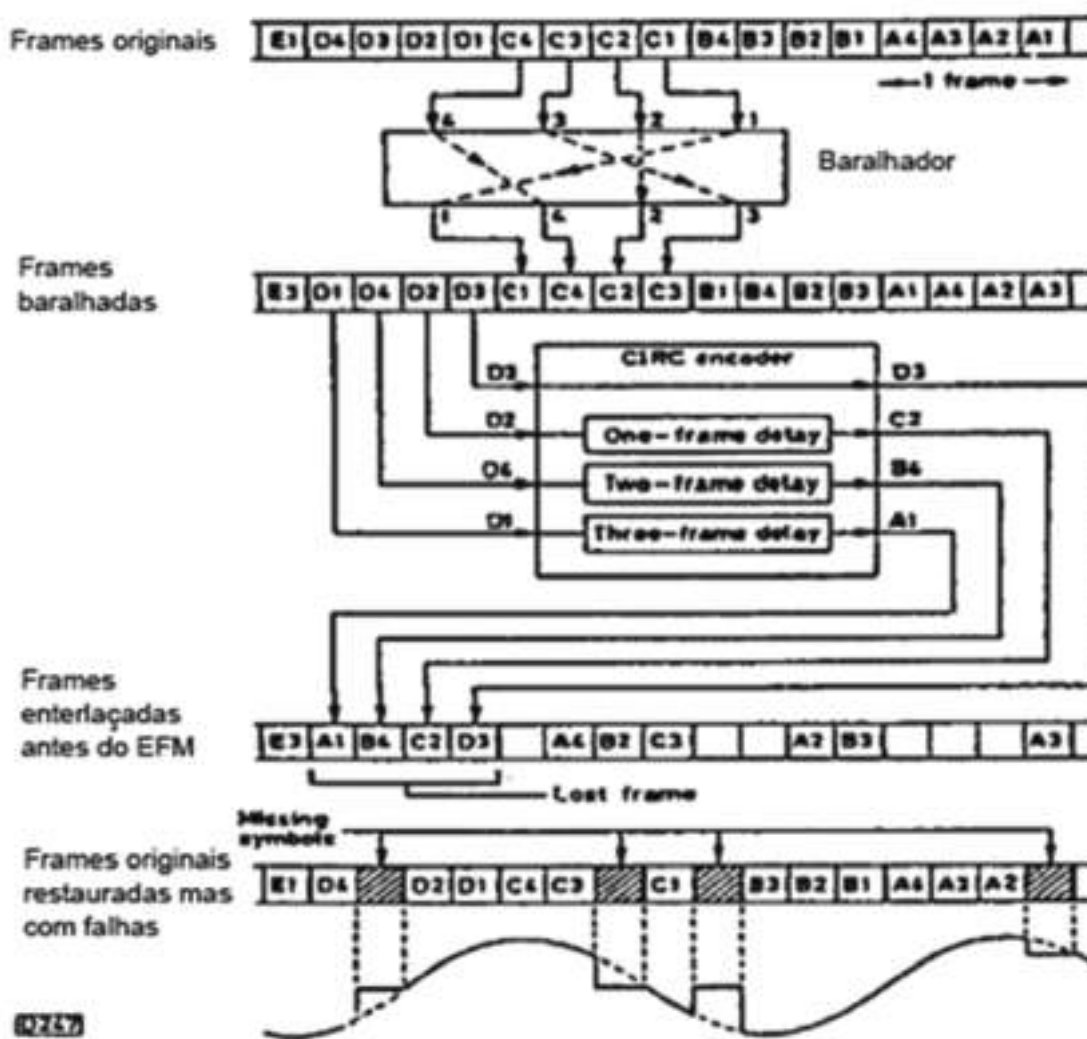 Frames originais
E1 D4 D3 D2 D1 C4 C3 C2 C1 B4 B3 B2 B1 A4 A3 A2 A1
1 frame
4 3 2 1
Baralhador
1 4 2 3
Frames
baralhadas
E3 D1 D4 D2 D3 C1 C4 C2 C3 B1 B4 B2 B3 A1 A4 A2 A3
CIRC encoder
D3 D3
D2 One-frame delay C2
D4 Two-frame delay B4
D1 Three-frame delay A1
Frames
enterlaçadas
antes do EFM
E3 A1 B4 C2 D3 A4 B2 C3 A2 B3 A3
Lost frame
Missing
symbols
Frames originais
restauradas mas
com falhas
E1 D4 D2 D1 C4 C3 C1 B3 B2 B1 A4 A3 A2
D247